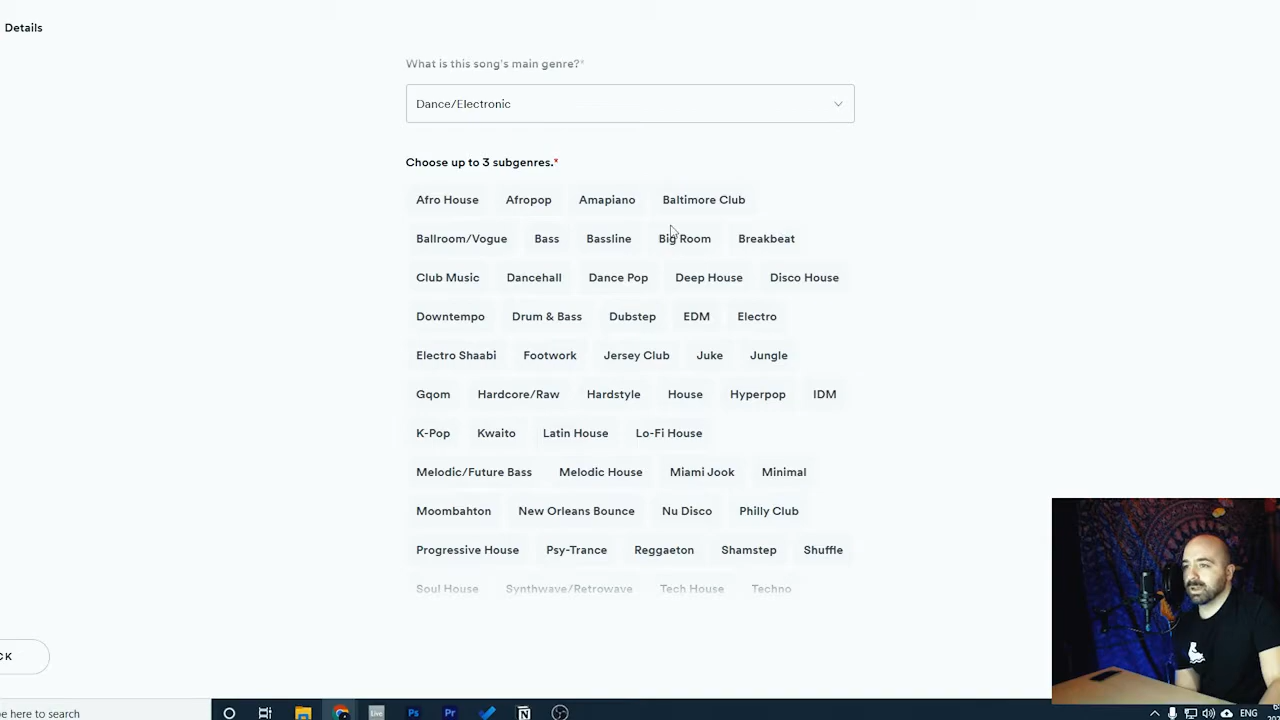 Details
What is this song's main genre?*
Dance/Electronic
Choose up to 3 subgenres.*
Afro House Afropop Amapiano Baltimore Club
Ballroom/Vogue Bass Bassline Big Room Breakbeat
Club Music Dancehall Dance Pop Deep House Disco House
Downtempo Drum & Bass Dubstep EDM Electro
Electro Shaabi Footwork Jersey Club Juke Jungle
Gqom Hardcore/Raw Hardstyle House Hyperpop IDM
K-Pop Kwaito Latin House Lo-Fi House
Melodic/Future Bass Melodic House Miami Jook Minimal
Moombahton New Orleans Bounce Nu Disco Philly Club
Progressive House Psy-Trance Reggaeton Shamstep Shuffle
Soul House Synthwave/Retrowave Tech House Techno
CK
pe here to search Live Ps Pr N ENG